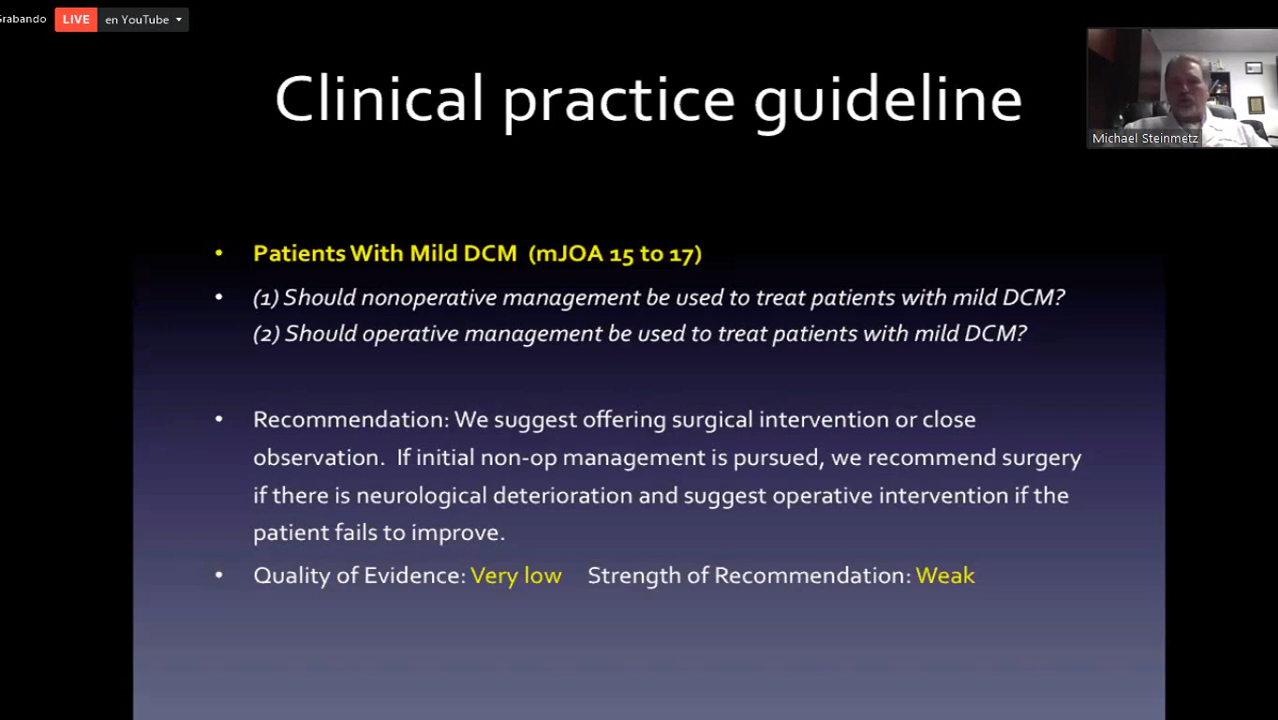 Grabando
LIVE en YouTube
Clinical practice guideline
Michael Steinmetz
• Patients With Mild DCM (mJOA 15 to 17)
• (1) Should nonoperative management be used to treat patients with mild DCM?
(2) Should operative management be used to treat patients with mild DCM?
• Recommendation: We suggest offering surgical intervention or close
observation. If initial non-op management is pursued, we recommend surgery
if there is neurological deterioration and suggest operative intervention if the
patient fails to improve.
• Quality of Evidence: Very low Strength of Recommendation: Weak